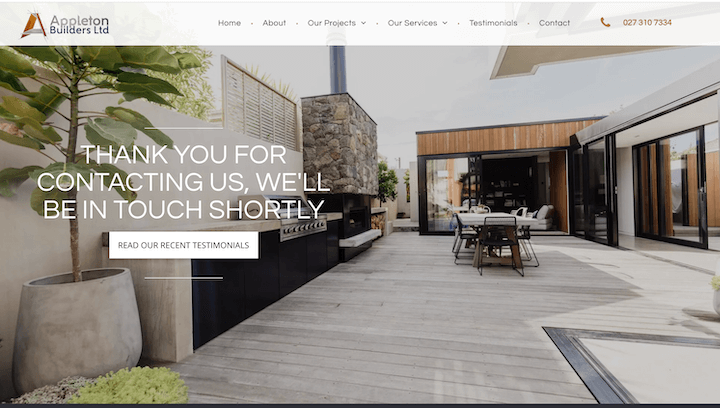 Appleton
Builders Ltd
Home - About - Our Projects - Our Services - Testimonials - Contact
027 310 7334
THANK YOU FOR
CONTACTING US, WE'LL
BE IN TOUCH SHORTLY
READ OUR RECENT TESTIMONIALS